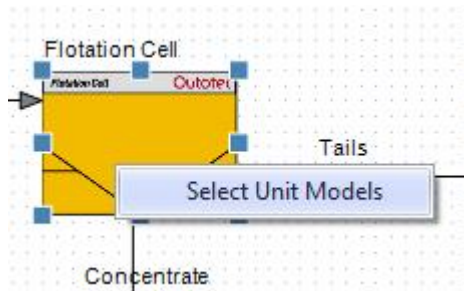 Flotation Cell
Flotation Cell Outotec
Tails
Select Unit Models
Concentrate